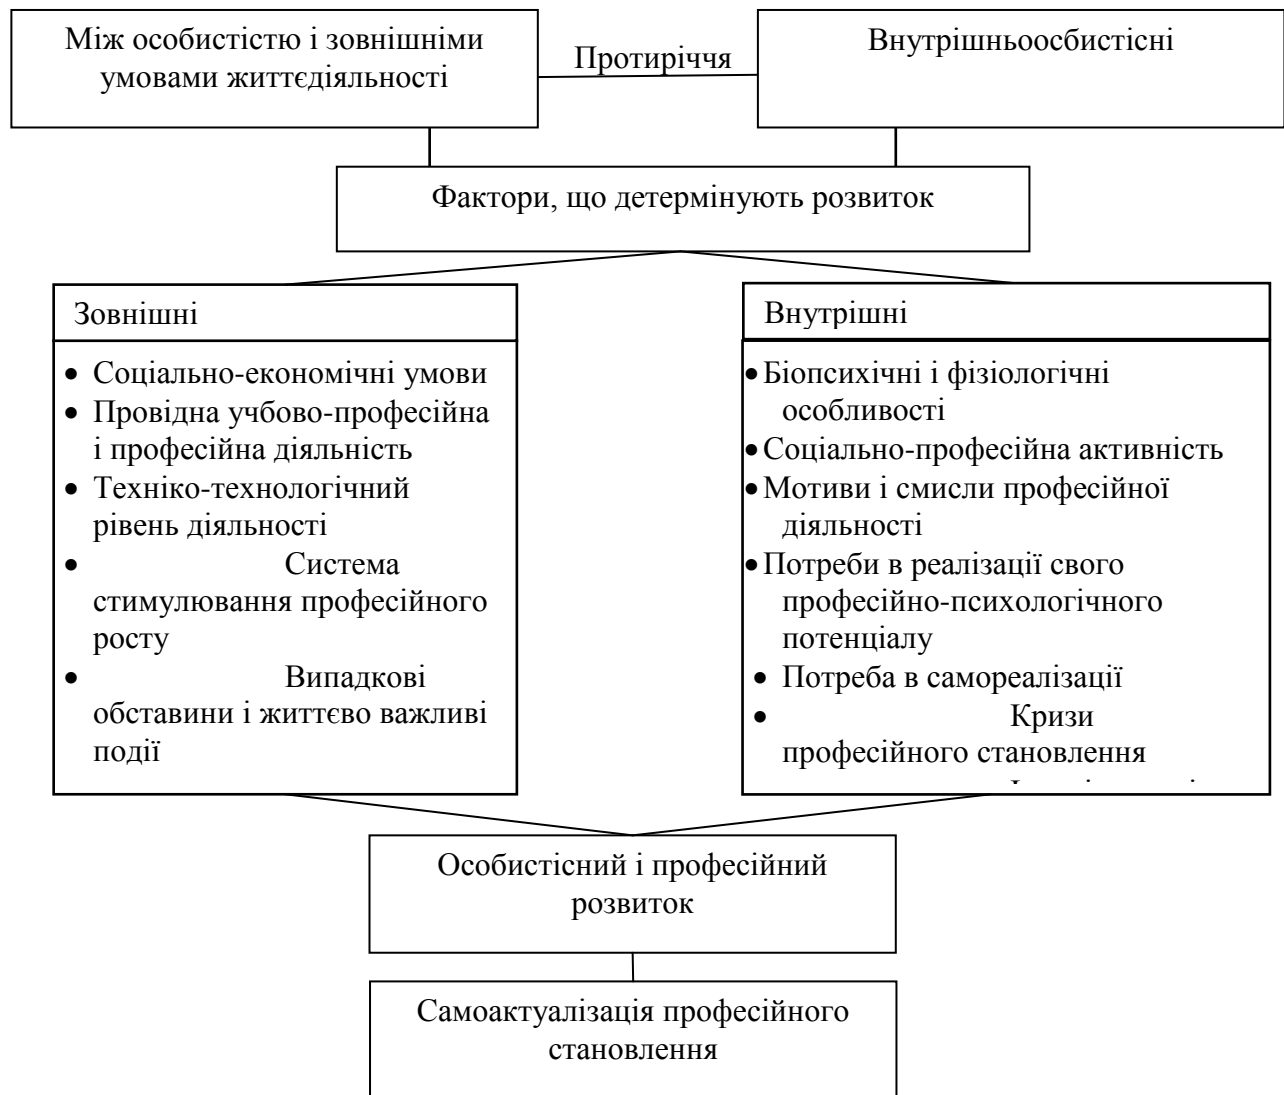 Між особистістю і зовнішніми
умовами життєдіяльності
Протиріччя
Внутрішньоосбистісні
Фактори, що детермінують розвиток
Зовнішні
• Соціально-економічні умови
• Провідна учбово-професійна
і професійна діяльність
• Техніко-технологічний
рівень діяльності
• Система
стимулювання професійного
росту
• Випадкові
обставини і життєво важливі
події
Внутрішні
• Біопсихічні і фізіологічні
особливості
• Соціально-професійна активність
• Мотиви і смисли професійної
діяльності
• Потреби в реалізації свого
професійно-психологічного
потенціалу
• Потреба в самореалізації
• Кризи
професійного становлення
Особистісний і професійний
розвиток
Самоактуалізація професійного
становлення